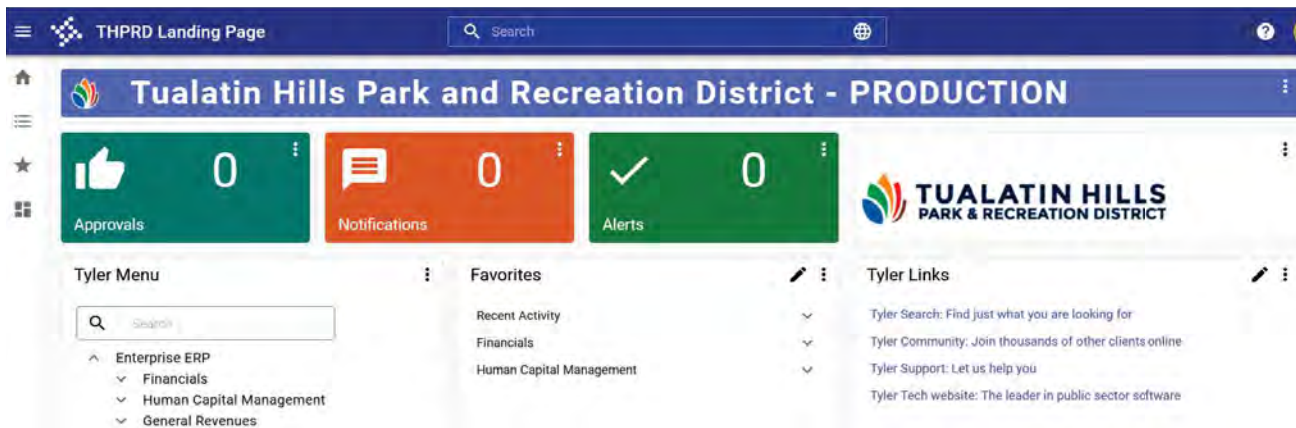 THPRD Landing Page
Search
Tualatin Hills Park and Recreation District - PRODUCTION
0
Approvals
0
Notifications
0
Alerts
TUALATIN HILLS
PARK & RECREATION DISTRICT
Tyler Menu
Search
Enterprise ERP
Financials
Human Capital Management
General Revenues
Favorites
Recent Activity
Financials
Human Capital Management
Tyler Links
Tyler Search: Find just what you are looking for
Tyler Community: Join thousands of other clients online
Tyler Support: Let us help you
Tyler Tech website: The leader in public sector software